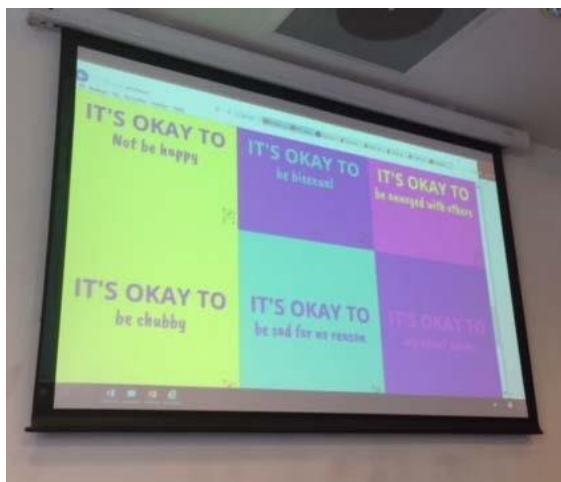 IT'S OKAY TO
Not be happy
IT'S OKAY TO
be bisexual
IT'S OKAY TO
be annoyed with others
IT'S OKAY TO
be chubby
IT'S OKAY TO
be sad for no reason
IT'S OKAY TO